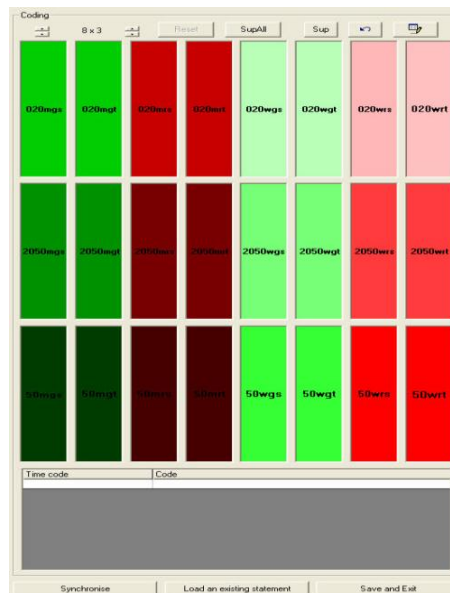 Coding
8 x 3 Reset SupAll Sup
020mgs 020mgt 020mrs 020mrt 020wgs 020wgt 020wrs 020wrt
2050mgs 2050mgt 2050mrs 2050mrt 2050wgs 2050wgt 2050wrs 2050wrt
50mgs 50mgt 50mrs 50mrt 50wgs 50wgt 50wrs 50wrt
Time code Code
Synchronise Load an existing statement Save and Exit